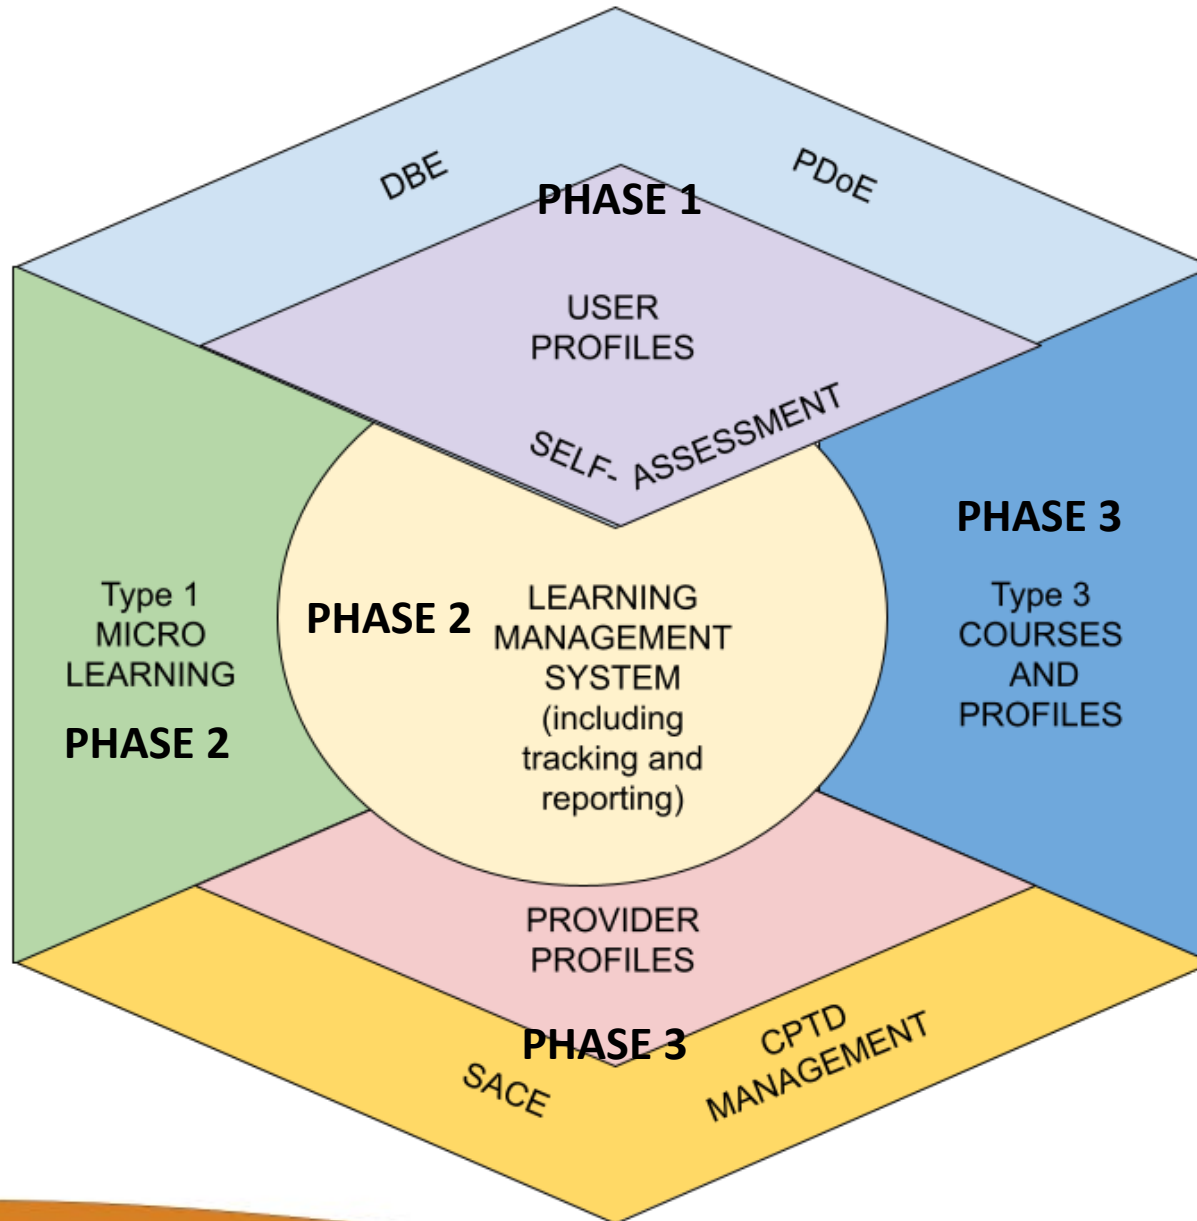 DBE
PDoE
PHASE 1
USER
PROFILES
SELF- ASSESSMENT
PHASE 3
Type 1
MICRO
LEARNING
PHASE 2
PHASE 2
LEARNING
MANAGEMENT
SYSTEM
(including
tracking and
reporting)
Type 3
COURSES
AND
PROFILES
PROVIDER
PROFILES
PHASE 3
SACE
CPTD
MANAGEMENT